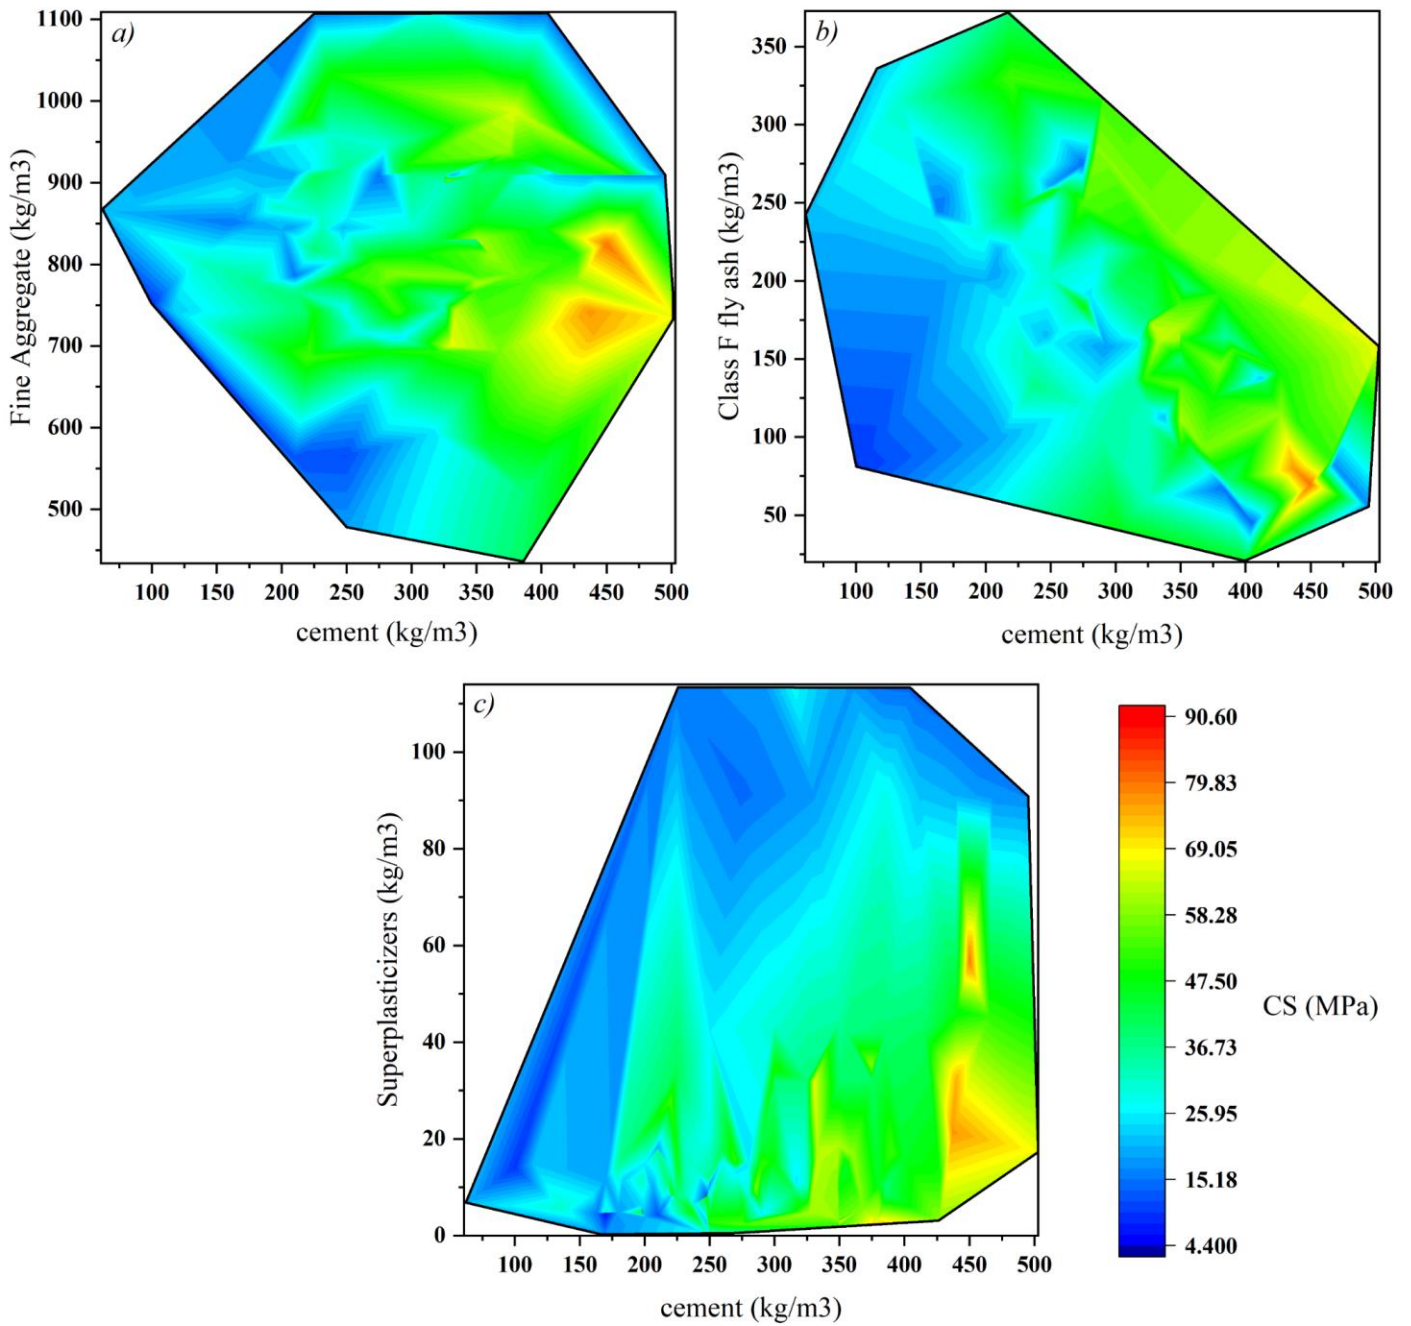 a)
1100
1000
900
800
700
600
500
Fine Aggregate (kg/m3)
100 150 200 250 300 350 400 450 500
cement (kg/m3)
b)
350
300
250
200
150
100
50
Class F fly ash (kg/m3)
100 150 200 250 300 350 400 450 500
cement (kg/m3)
c)
100
80
60
40
20
0
Superplasticizers (kg/m3)
100 150 200 250 300 350 400 450 500
cement (kg/m3)
90.60
79.83
69.05
58.28
47.50
36.73
25.95
15.18
4.400
CS (MPa)